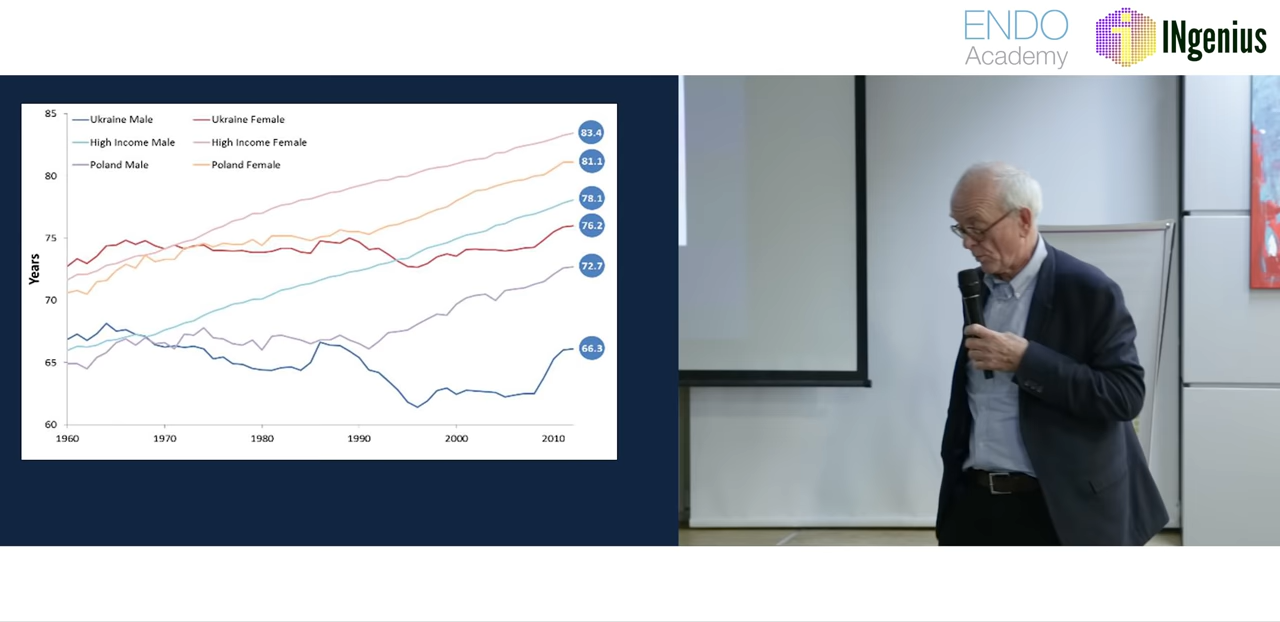 ENDO
Academy
INgenius
85
80
75
70
65
60
Years
Ukraine Male
Ukraine Female
High Income Male
High Income Female
Poland Male
Poland Female
83.4
81.1
78.1
76.2
72.7
66.3
1960
1970
1980
1990
2000
2010